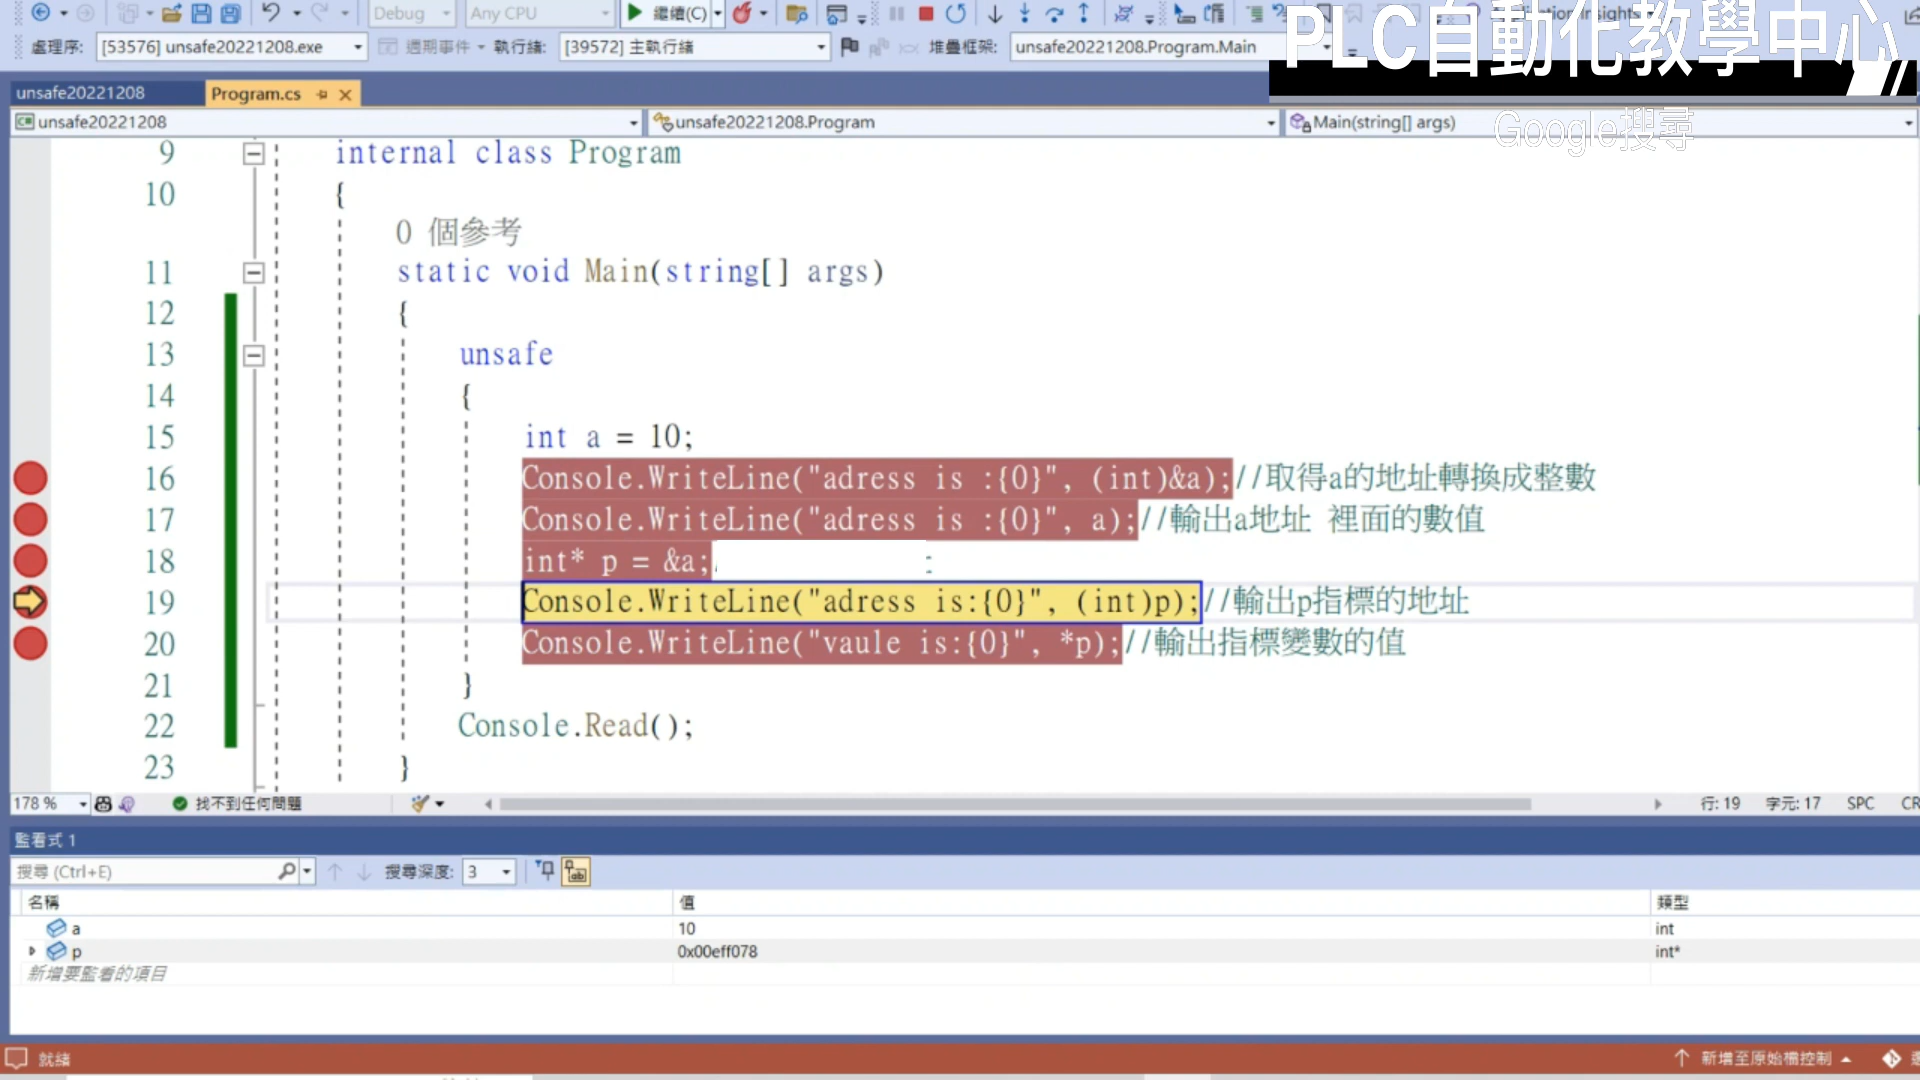 Debug Any CPU 繼續(C)
處理序: [53576] unsafe20221208.exe 週期事件 執行緒: [39572] 主執行緒 堆疊框架: unsafe20221208.Program.Main
PLC自動化教學中心
unsafe20221208 Program.cs
unsafe20221208 unsafe20221208.Program Main(string[] args)
Google搜尋
9 internal class Program
10 {
0 個參考
11 static void Main(string[] args)
12 {
13 unsafe
14 {
15 int a = 10;
16 Console.WriteLine("adress is :{0}", (int)&a);//取得a的地址轉換成整數
17 Console.WriteLine("adress is :{0}", a);//輸出a地址 裡面的數值
18 int* p = &a;
19 Console.WriteLine("adress is:{0}", (int)p);//輸出p指標的地址
20 Console.WriteLine("vaule is:{0}", *p);//輸出指標變數的值
21 }
22 Console.Read();
23 }
178 % 找不到任何問題 行: 19 字元: 17 SPC CR
監看式 1
搜尋 (Ctrl+E) 搜尋深度: 3
名稱 值 類型
a 10 int
p 0x00eff078 int*
新增要監看的項目
就緒 新增至原始檔控制